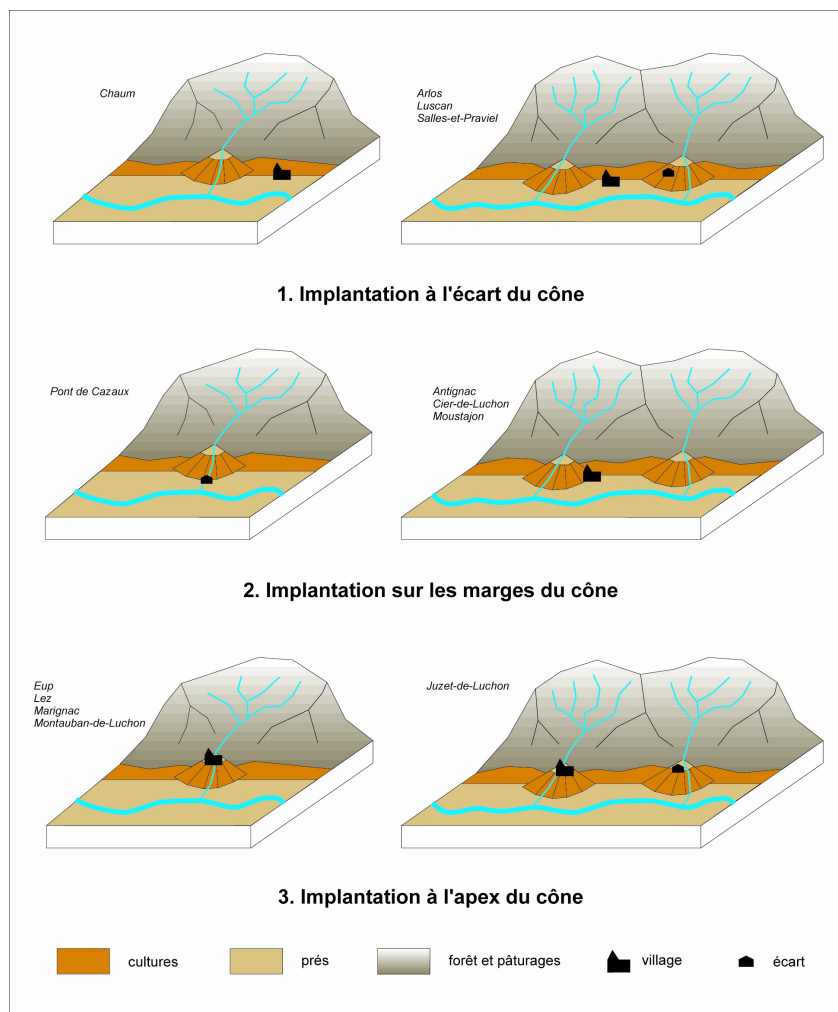 Chaum
Arlos
Luscan
Salles-et-Praviel
1. Implantation à l'écart du cône
Pont de Cazaux
Antignac
Cier-de-Luchon
Moustajon
2. Implantation sur les marges du cône
Eup
Lez
Marignac
Montauban-de-Luchon
Juzet-de-Luchon
3. Implantation à l'apex du cône
cultures
prés
forêt et pâturages
village
écart